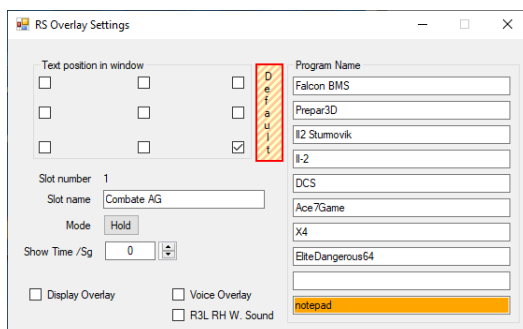 RS Overlay Settings
Text position in window
Default
Slot number 1
Slot name Combate AG
Mode Hold
Show Time /Sg 0
Display Overlay
Voice Overlay
R3L RH W. Sound
Program Name
Falcon BMS
Prepar3D
Il2 Sturmovik
Il-2
DCS
Ace7Game
X4
EliteDangerous64
notepad